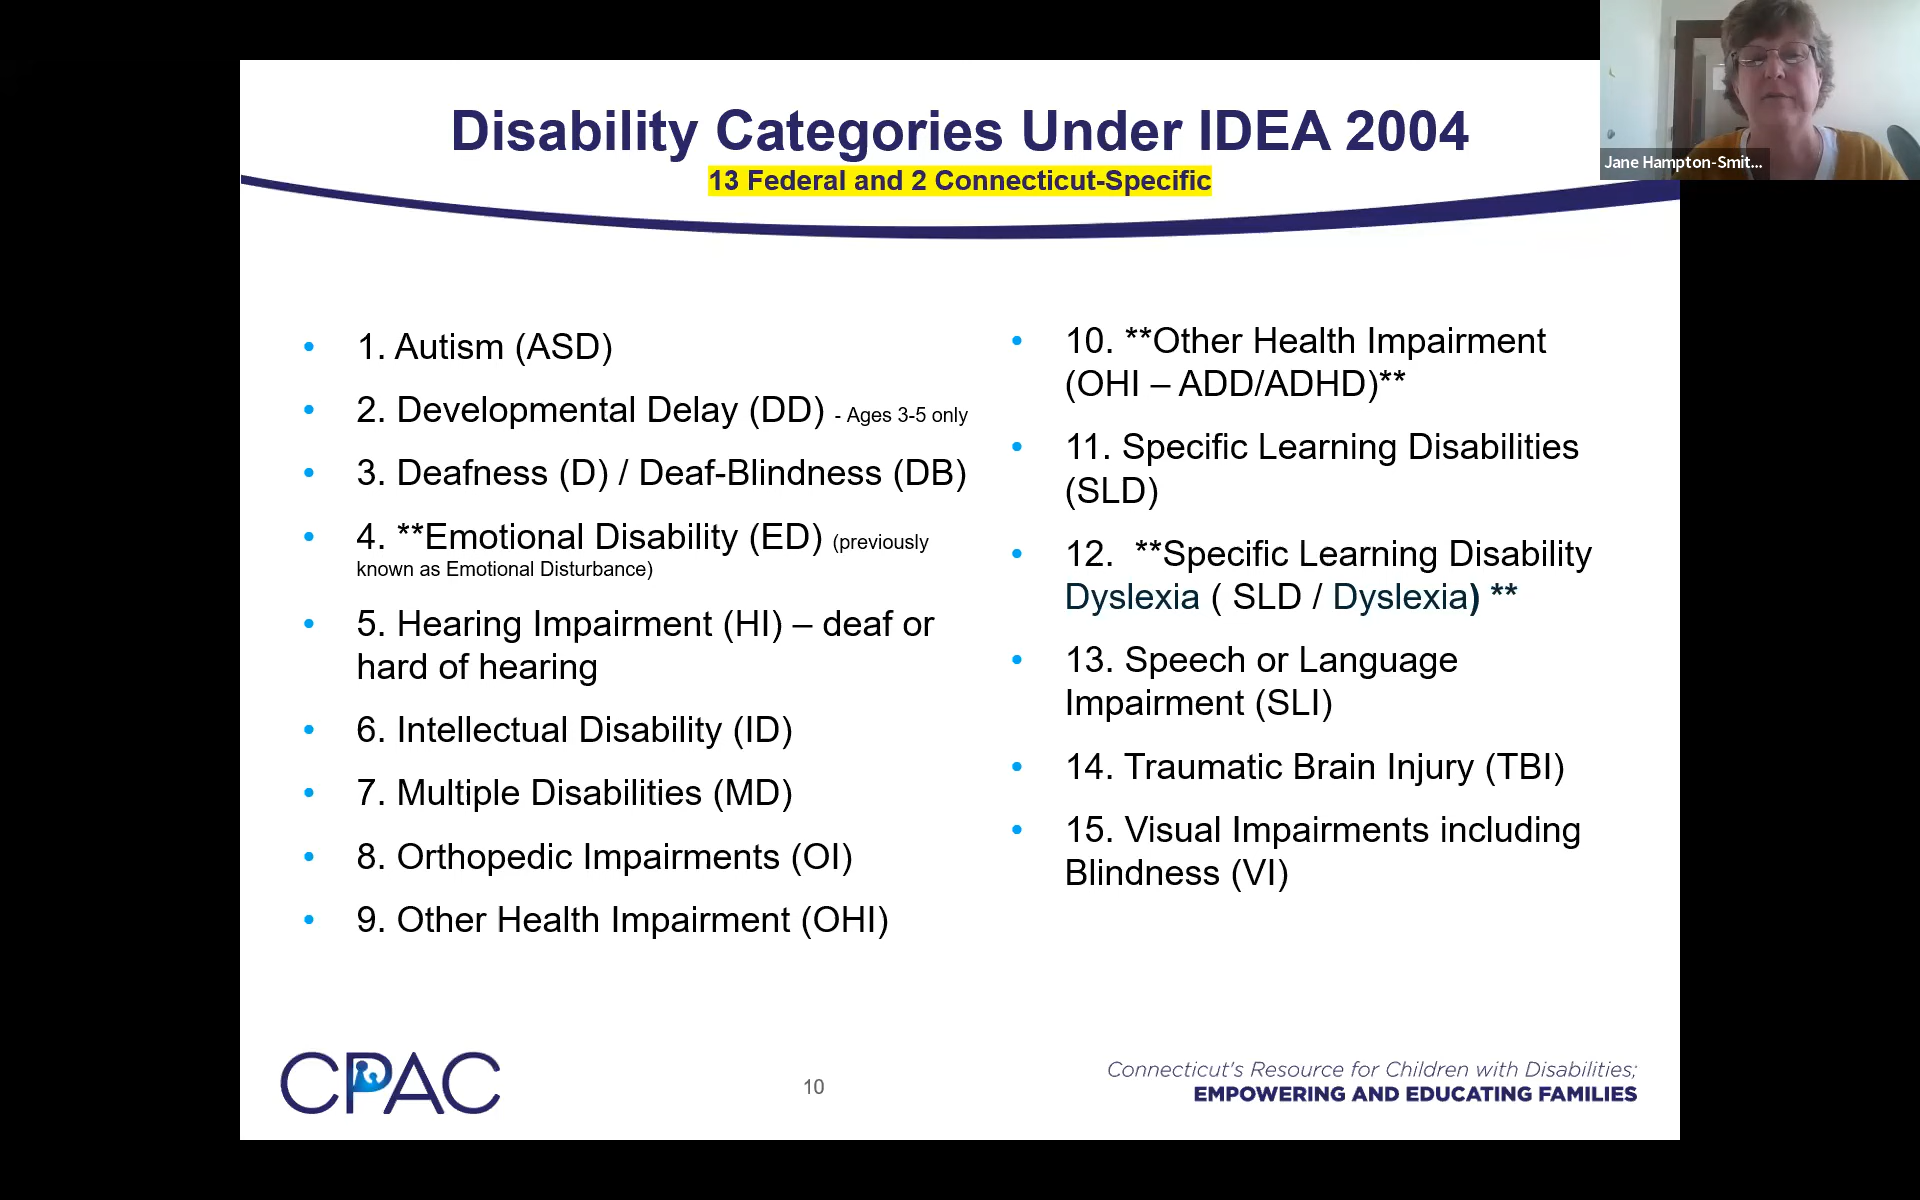 Disability Categories Under IDEA 2004
13 Federal and 2 Connecticut-Specific
Jane Hampton-Smit...
• 1. Autism (ASD)
• 2. Developmental Delay (DD) - Ages 3-5 only
• 3. Deafness (D) / Deaf-Blindness (DB)
• 4. **Emotional Disability (ED) (previously
known as Emotional Disturbance)
• 5. Hearing Impairment (HI) – deaf or
hard of hearing
• 6. Intellectual Disability (ID)
• 7. Multiple Disabilities (MD)
• 8. Orthopedic Impairments (OI)
• 9. Other Health Impairment (OHI)
• 10. **Other Health Impairment
(OHI – ADD/ADHD)**
• 11. Specific Learning Disabilities
(SLD)
• 12. **Specific Learning Disability
Dyslexia ( SLD / Dyslexia) **
• 13. Speech or Language
Impairment (SLI)
• 14. Traumatic Brain Injury (TBI)
• 15. Visual Impairments including
Blindness (VI)
CPAC
10
Connecticut's Resource for Children with Disabilities;
EMPOWERING AND EDUCATING FAMILIES